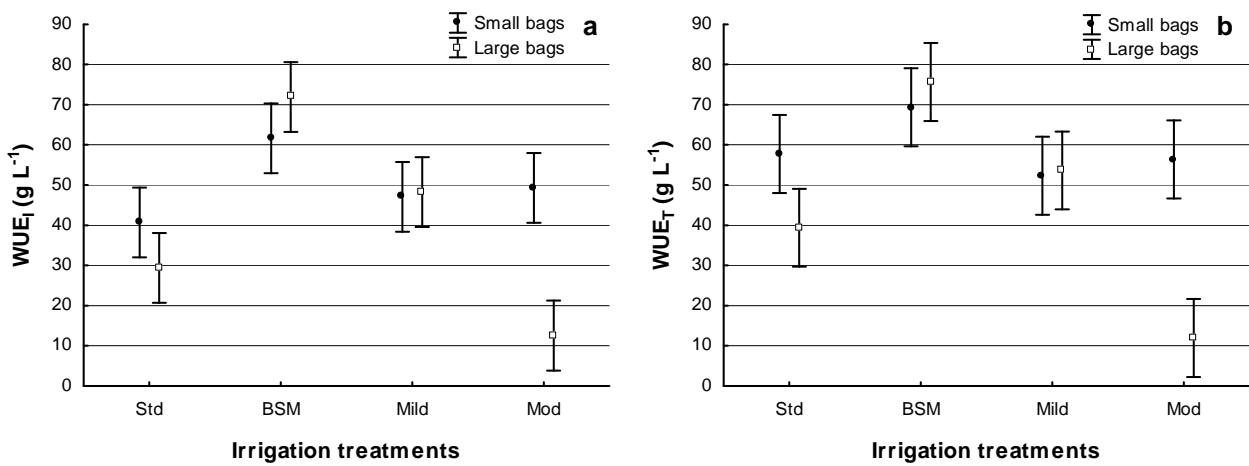 90
80
70
60
50
40
30
20
10
0
WUE_I (g L⁻¹)
Small bags
Large bags
a
Std BSM Mild Mod
Irrigation treatments
90
80
70
60
50
40
30
20
10
0
WUE_T (g L⁻¹)
Small bags
Large bags
b
Std BSM Mild Mod
Irrigation treatments